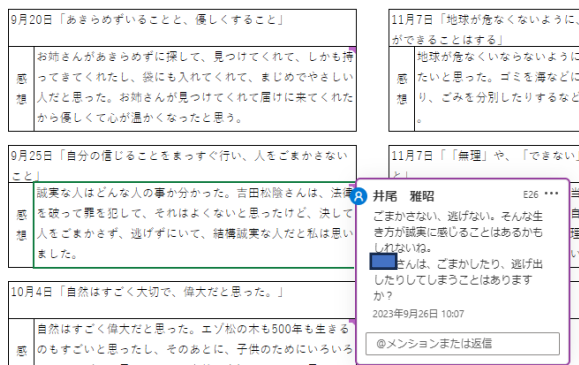 9月20日「あきらめずいることと、優しくすること」
感想
お姉さんがあきらめずに探して、見つけてくれて、しかも持
ってきてくれたし、袋にも入れてくれて、まじめでやさしい
人だと思った。お姉さんが見つけてくれて届けに来てくれた
から優しくて心が温かくなったと思う。
9月25日「自分の信じることをまっすぐ行い、人をごまかさない
こと」
感想
誠実な人はどんな人の事か分かった。吉田松陰さんは、法律
を破って罪を犯して、それはよくないと思ったけど、決して
人をごまかさず、逃げずにいて、結構誠実な人だと私は思い
ました。
10月4日「自然はすごく大切で、偉大だと思った。」
感
自然はすごく偉大だと思った。エゾ松の木も500年も生きる
のもすごいと思ったし、そのあとに、子供のためにいろいろ
11月7日「地球が危なくないように、
ができることはする」
感想
地球が危なくないならないように
たいと思った。ゴミを海などに
り、ごみを分別したりするなど
。
11月7日「「無理」や、「できない」
と」
井尾 雅昭
E26
ごまかさない、逃げない。そんな生
き方が誠実に感じることはあるかも
しれないね。
さんは、ごまかしたり、逃げ出
したりしてしまうことはあります
か？
2023年9月26日 10:07
@メンションまたは返信